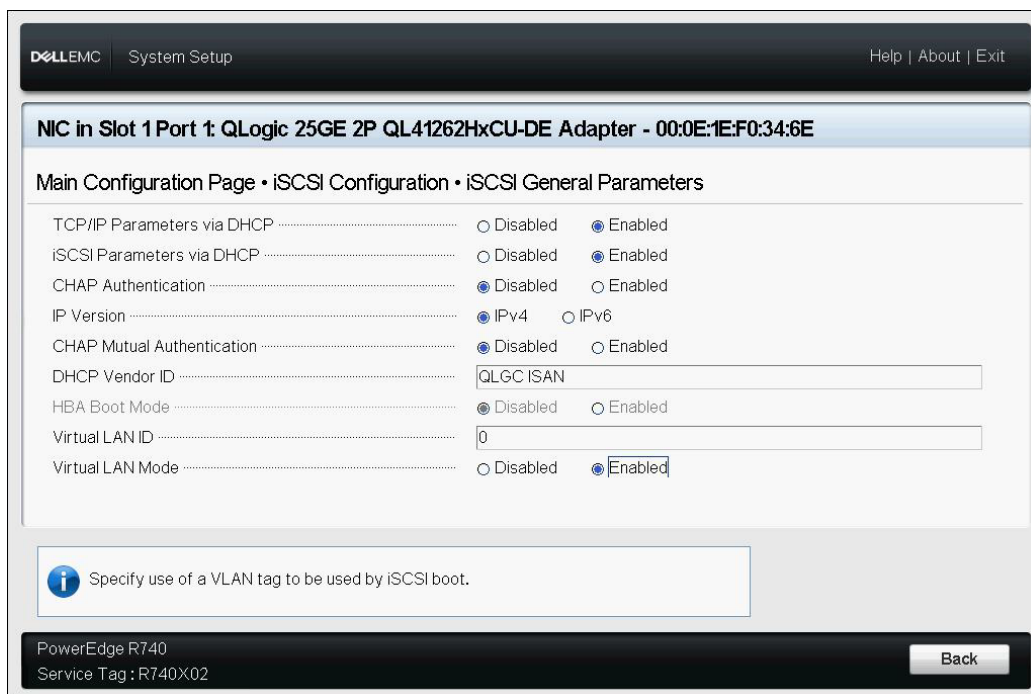 DELLEMC System Setup Help | About | Exit
NIC in Slot 1 Port 1: QLogic 25GE 2P QL41262HxCU-DE Adapter - 00:0E:1E:F0:34:6E
Main Configuration Page • iSCSI Configuration • iSCSI General Parameters
TCP/IP Parameters via DHCP Disabled Enabled
iSCSI Parameters via DHCP Disabled Enabled
CHAP Authentication Disabled Enabled
IP Version IPv4 IPv6
CHAP Mutual Authentication Disabled Enabled
DHCP Vendor ID QLGC ISAN
HBA Boot Mode Disabled Enabled
Virtual LAN ID 0
Virtual LAN Mode Disabled Enabled
Specify use of a VLAN tag to be used by iSCSI boot.
PowerEdge R740
Service Tag : R740X02
Back